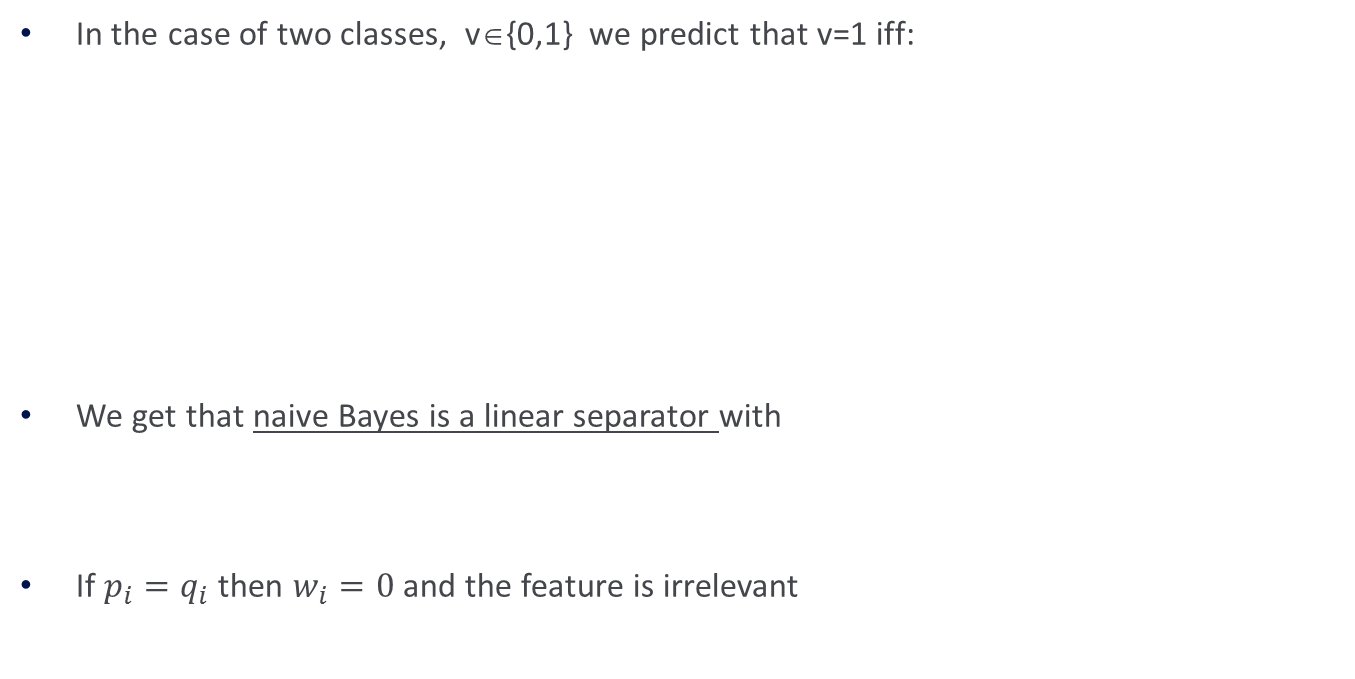 • In the case of two classes, v∈{0,1} we predict that v=1 iff:
• We get that naive Bayes is a linear separator with
• If pᵢ = qᵢ then wᵢ = 0 and the feature is irrelevant